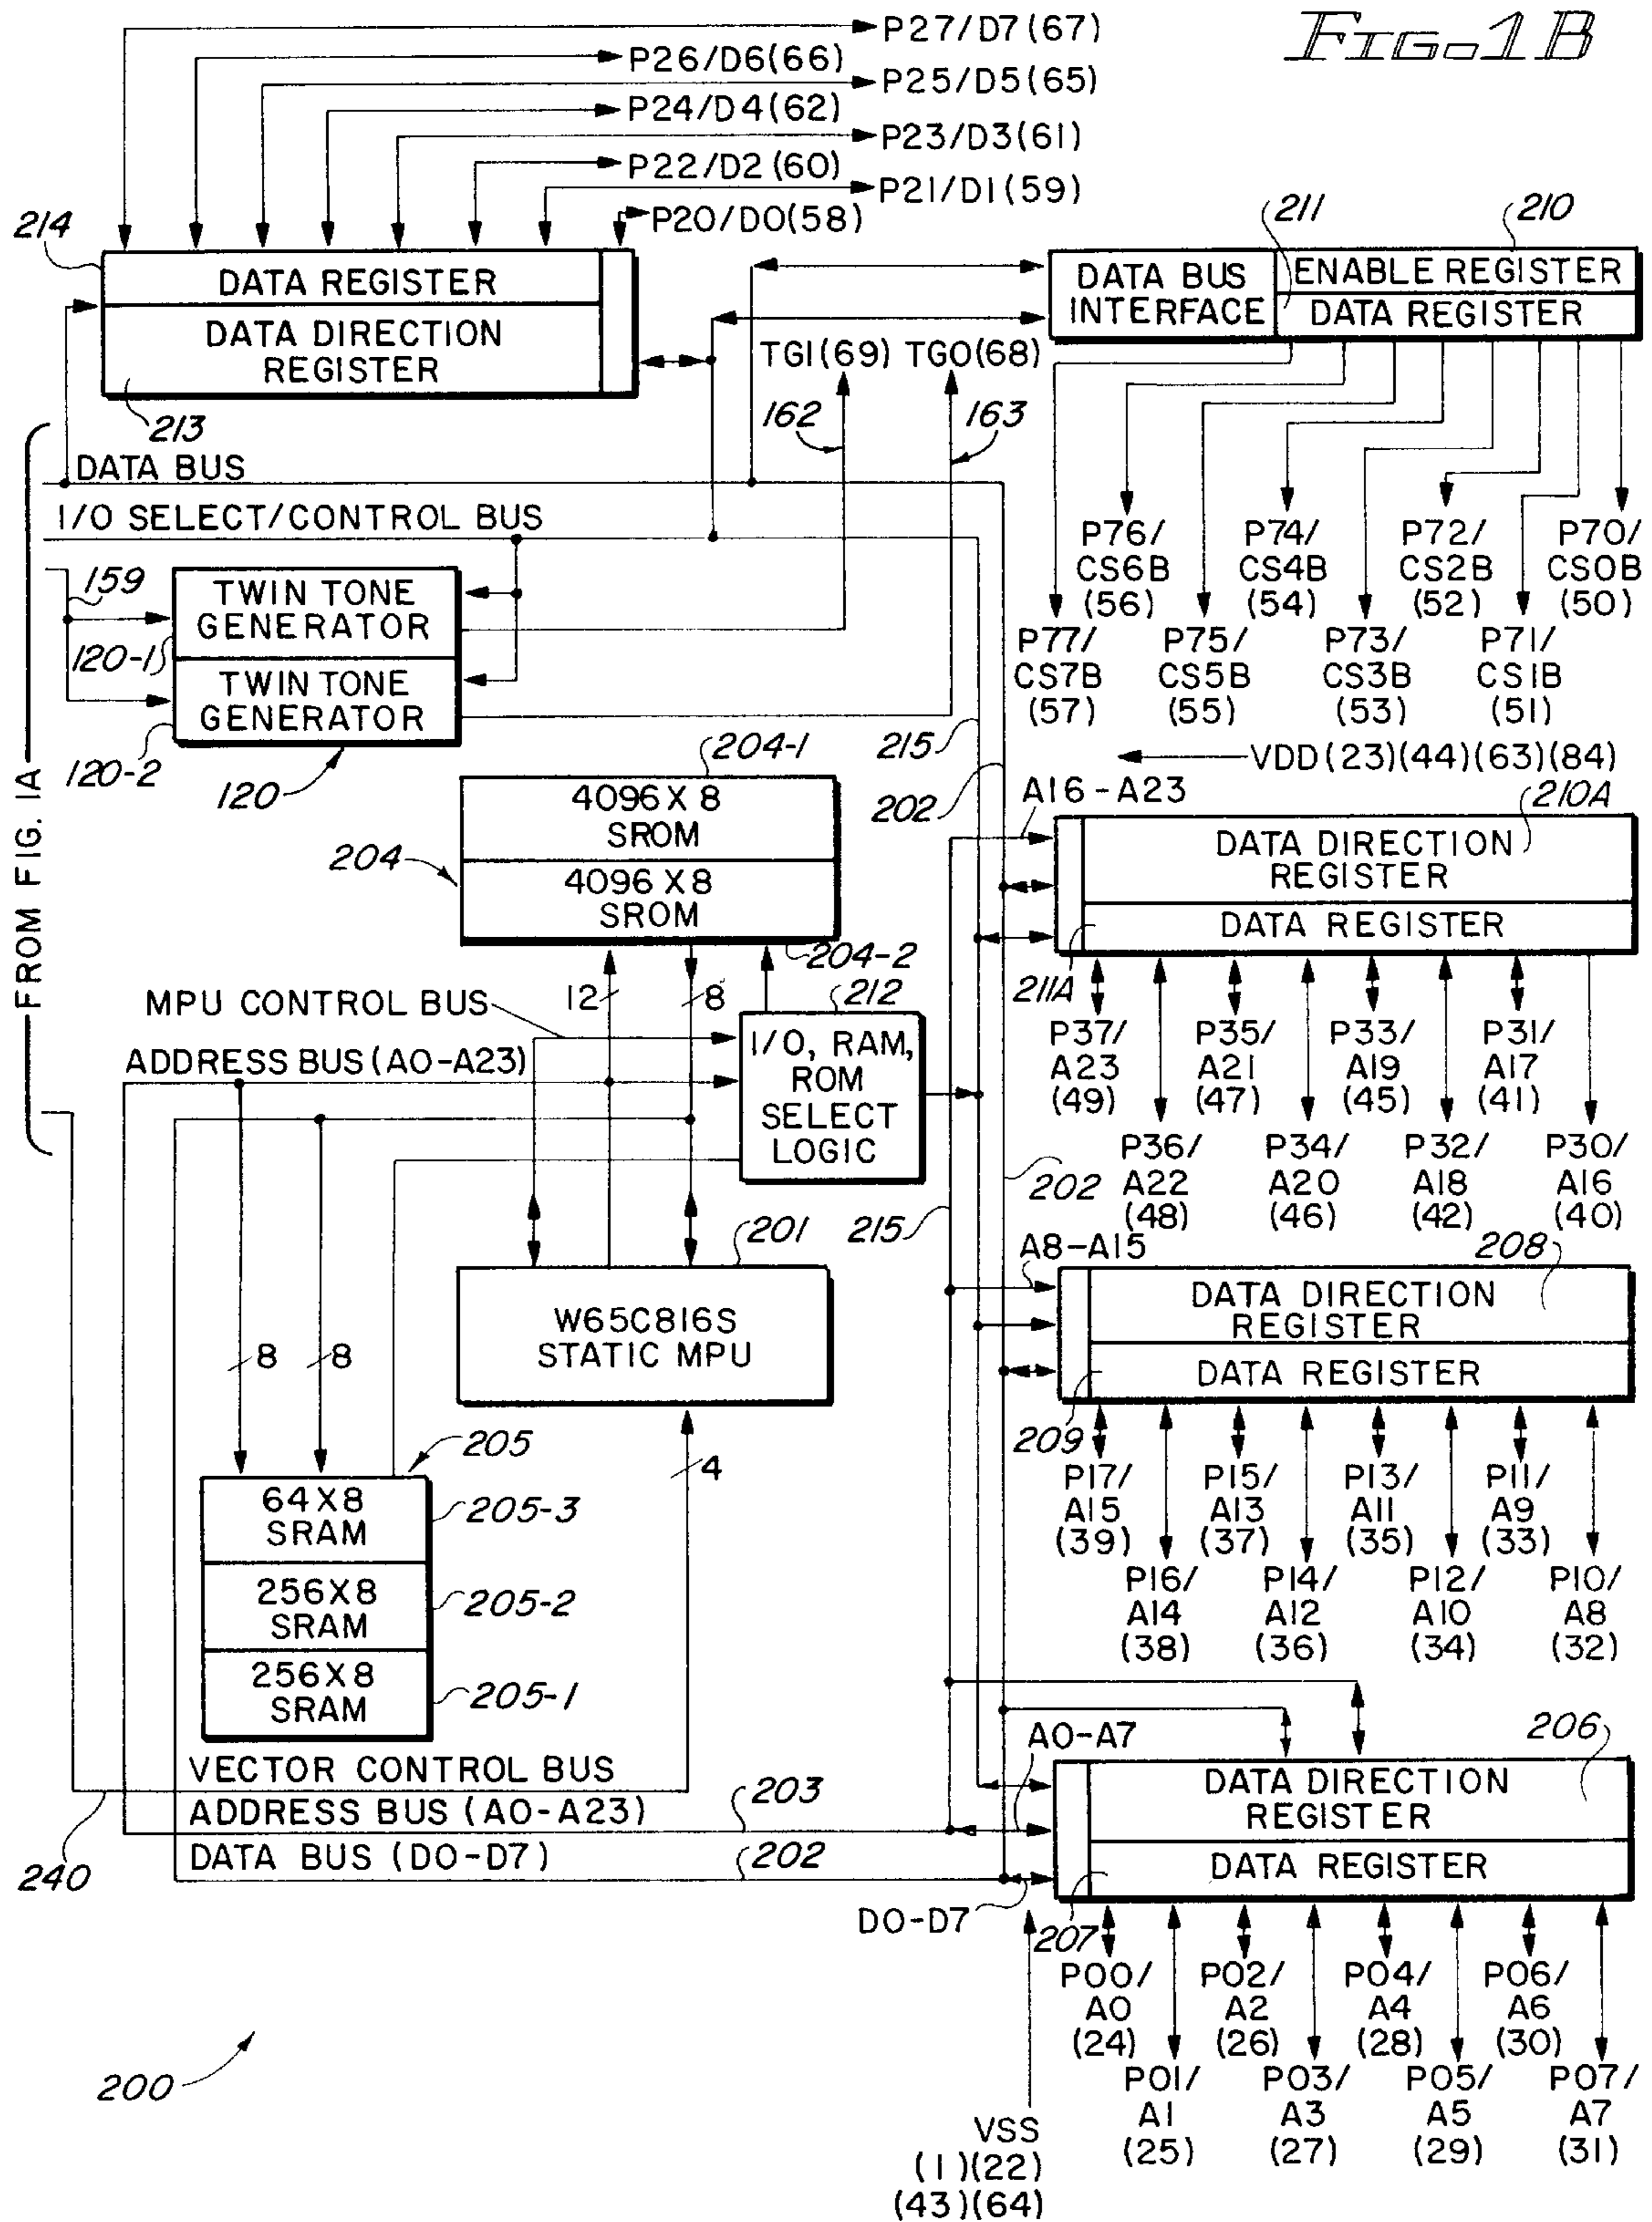 FIG. 1B
P27/D7(67)
P26/D6(66)
P25/D5(65)
P24/D4(62)
P23/D3(61)
P22/D2(60)
P21/D1(59)
P20/D0(58)
214
DATA REGISTER
DATA DIRECTION
REGISTER
213
211
210
DATA BUS
INTERFACE
ENABLE REGISTER
DATA REGISTER
TGI(69) TGO(68)
162
163
FROM FIG. 1A
DATA BUS
I/O SELECT/CONTROL BUS
159
TWIN TONE
GENERATOR
120-1
TWIN TONE
GENERATOR
120-2
120
P76/
CS6B
(56)
P74/
CS4B
(54)
P72/
CS2B
(52)
P70/
CS0B
(50)
P77/
CS7B
(57)
P75/
CS5B
(55)
P73/
CS3B
(53)
P71/
CS1B
(51)
215
202
VDD(23)(44)(63)(84)
204-1
4096 X 8
SROM
4096 X 8
SROM
204
204-2
A16-A23
210A
DATA DIRECTION
REGISTER
DATA REGISTER
211A
MPU CONTROL BUS
12
8
212
ADDRESS BUS (A0-A23)
I/O, RAM,
ROM
SELECT
LOGIC
P37/
A23
(49)
P35/
A21
(47)
P33/
A19
(45)
P31/
A17
(41)
P36/
A22
(48)
P34/
A20
(46)
P32/
A18
(42)
P30/
A16
(40)
202
215
201
W65C816S
STATIC MPU
8
8
4
A8-A15
208
DATA DIRECTION
REGISTER
DATA REGISTER
209
P17/
A15
(39)
P15/
A13
(37)
P13/
A11
(35)
P11/
A9
(33)
P16/
A14
(38)
P14/
A12
(36)
P12/
A10
(34)
P10/
A8
(32)
205
64 X 8
SRAM
205-3
256 X 8
SRAM
205-2
256 X 8
SRAM
205-1
VECTOR CONTROL BUS
ADDRESS BUS (A0-A23)
203
DATA BUS (D0-D7)
202
240
A0-A7
206
DATA DIRECTION
REGISTER
DATA REGISTER
D0-D7
207
P00/
A0
(24)
P02/
A2
(26)
P04/
A4
(28)
P06/
A6
(30)
P01/
A1
(25)
P03/
A3
(27)
P05/
A5
(29)
P07/
A7
(31)
200
VSS
(1)(22)
(43)(64)